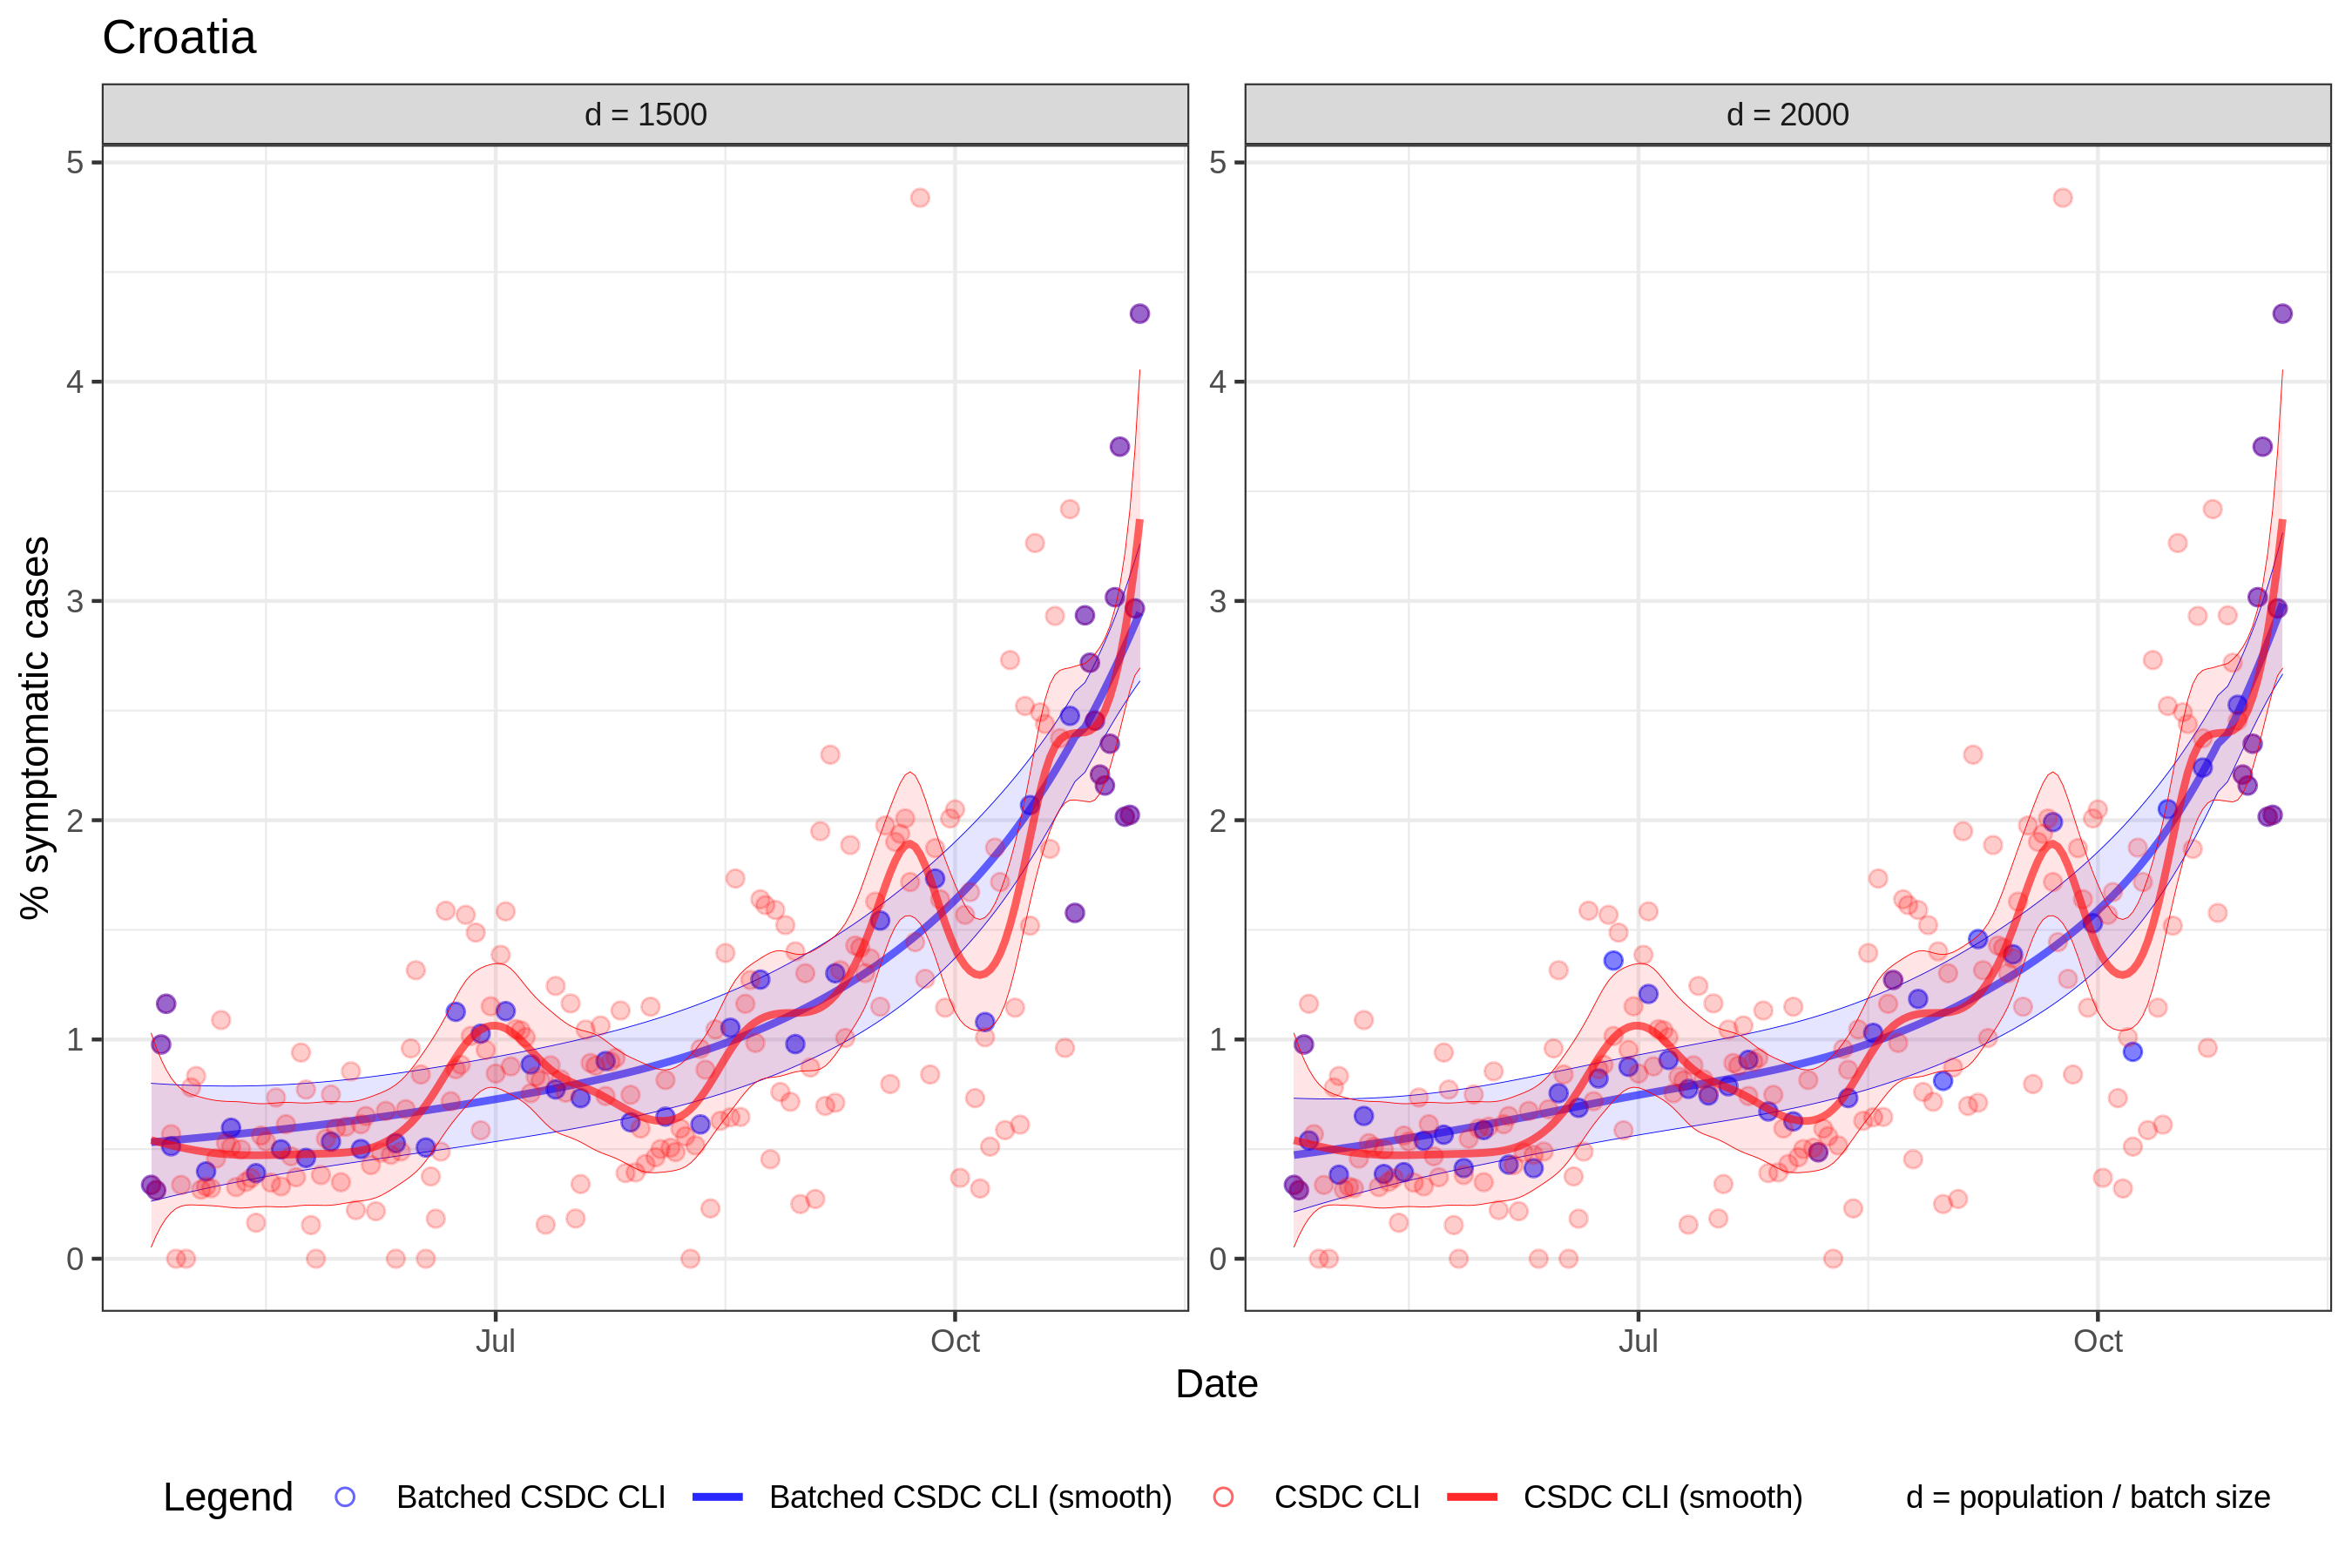 Croatia
d = 1500
d = 2000
5
4
3
2
1
0
5
4
3
2
1
0
% symptomatic cases
Jul
Oct
Jul
Oct
Date
Legend Batched CSDC CLI Batched CSDC CLI (smooth) CSDC CLI CSDC CLI (smooth) d = population / batch size